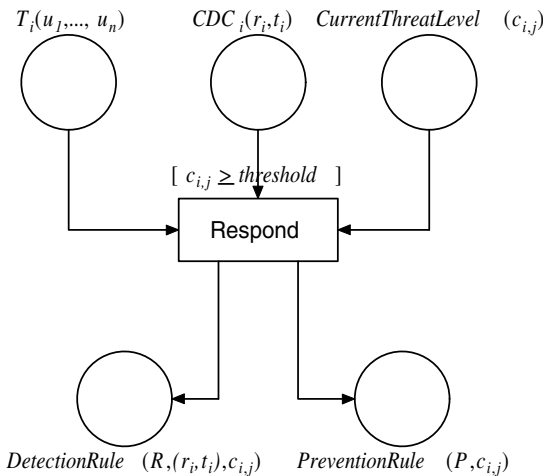 T_i(u_1,..., u_n) CDC_i(r_i,t_i) CurrentThreatLevel (c_{i,j})
[ c_{i,j} ≥ threshold ]
Respond
DetectionRule (R,(r_i,t_i),c_{i,j}) PreventionRule (P,c_{i,j})